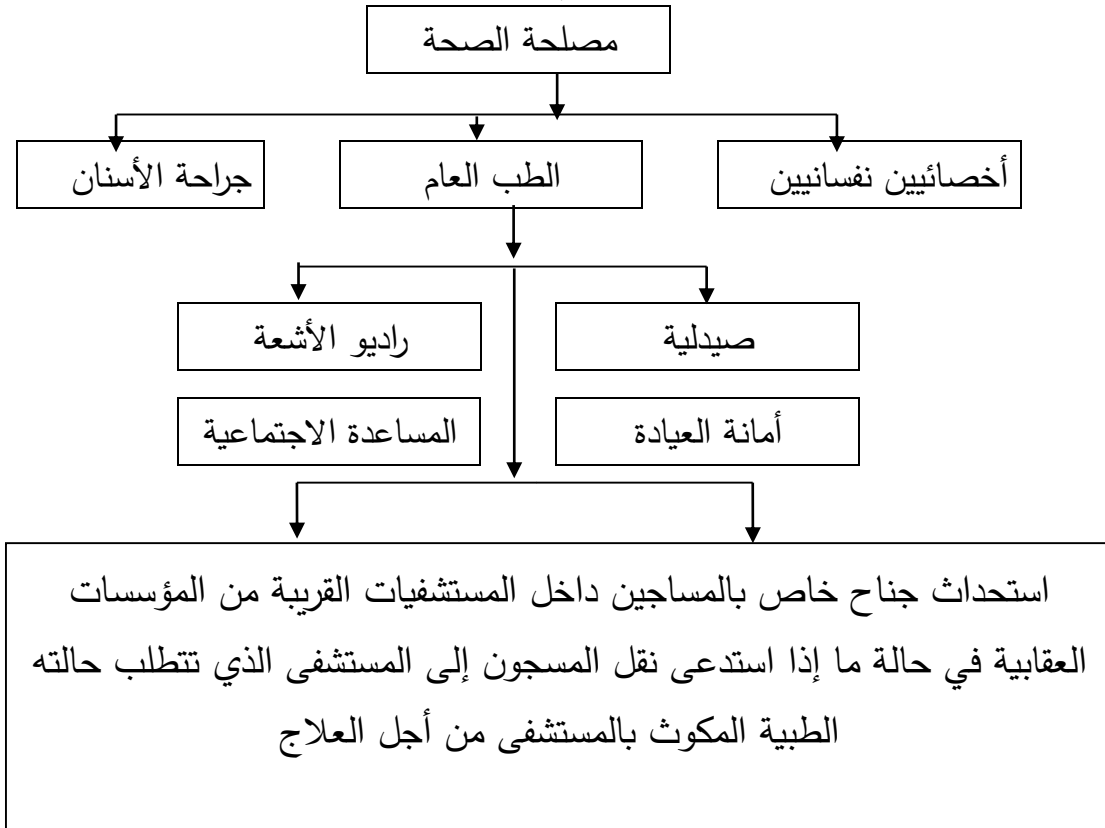 مصلحة الصحة
أخصائيين نفسانيين
الطب العام
جراحة الأسنان
صيدلية
راديو الأشعة
أمانة العيادة
المساعدة الاجتماعية
استحداث جناح خاص بالمساجين داخل المستشفيات القريبة من المؤسسات
العقابية في حالة ما إذا استدعى نقل المسجون إلى المستشفى الذي تتطلب حالته
الطبية المكوث بالمستشفى من أجل العلاج